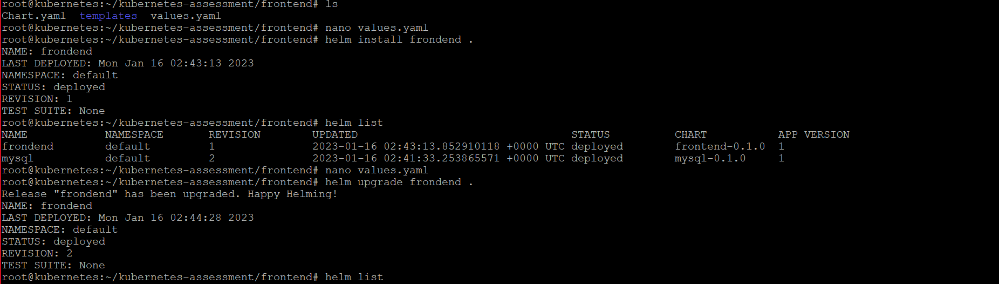 root@kubernetes:~/kubernetes-assessment/frontend# ls
Chart.yaml  templates  values.yaml
root@kubernetes:~/kubernetes-assessment/frontend# nano values.yaml
root@kubernetes:~/kubernetes-assessment/frontend# helm install frondend .
NAME: frondend
LAST DEPLOYED: Mon Jan 16 02:43:13 2023
NAMESPACE: default
STATUS: deployed
REVISION: 1
TEST SUITE: None
root@kubernetes:~/kubernetes-assessment/frontend# helm list
NAME            NAMESPACE       REVISION        UPDATED                                 STATUS          CHART           APP VERSION
frondend        default         1               2023-01-16 02:43:13.852910118 +0000 UTC deployed        frontend-0.1.0  1
mysql           default         2               2023-01-16 02:41:33.253865571 +0000 UTC deployed        mysql-0.1.0     1
root@kubernetes:~/kubernetes-assessment/frontend# nano values.yaml
root@kubernetes:~/kubernetes-assessment/frontend# helm upgrade frondend .
Release "frondend" has been upgraded. Happy Helming!
NAME: frondend
LAST DEPLOYED: Mon Jan 16 02:44:28 2023
NAMESPACE: default
STATUS: deployed
REVISION: 2
TEST SUITE: None
root@kubernetes:~/kubernetes-assessment/frontend# helm list